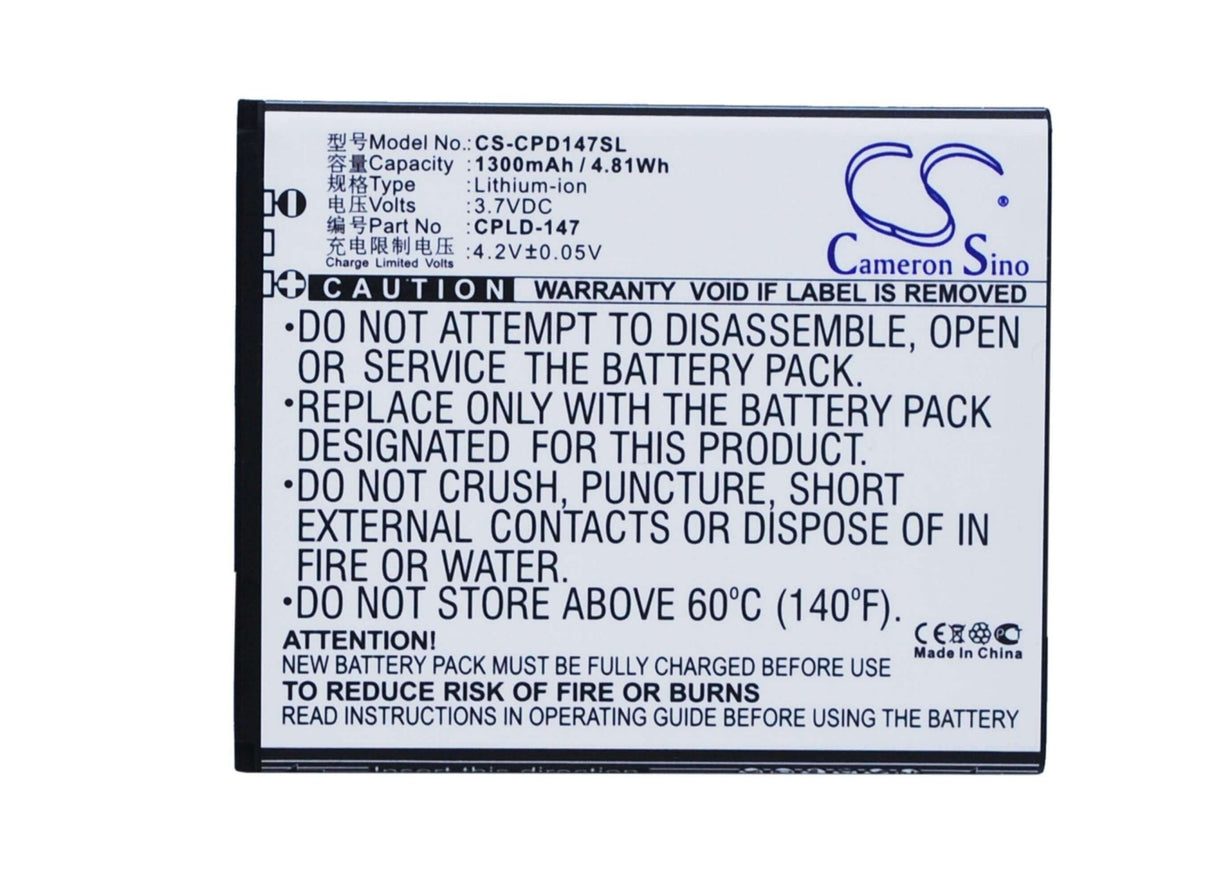 型号Model No.: CS-CPD147SL
容量Capacity : 1300mAh / 4.81Wh
规格Type : Lithium-ion
电压Volts : 3.7VDC
编号Part No : CPLD-147
充电限制电压 : 4.2V±0.05V
Charge Limited Volts
CS ®
Cameron Sino
CAUTION WARRANTY VOID IF LABEL IS REMOVED
•DO NOT ATTEMPT TO DISASSEMBLE, OPEN
OR SERVICE THE BATTERY PACK.
•REPLACE ONLY WITH THE BATTERY PACK
DESIGNATED FOR THIS PRODUCT.
•DO NOT CRUSH, PUNCTURE, SHORT
EXTERNAL CONTACTS OR DISPOSE OF IN
FIRE OR WATER.
•DO NOT STORE ABOVE 60°C (140°F).
ATTENTION!
NEW BATTERY PACK MUST BE FULLY CHARGED BEFORE USE
TO REDUCE RISK OF FIRE OR BURNS
READ INSTRUCTIONS IN OPERATING GUIDE BEFORE USING THE BATTERY
CE
Made In China
Insert this direction